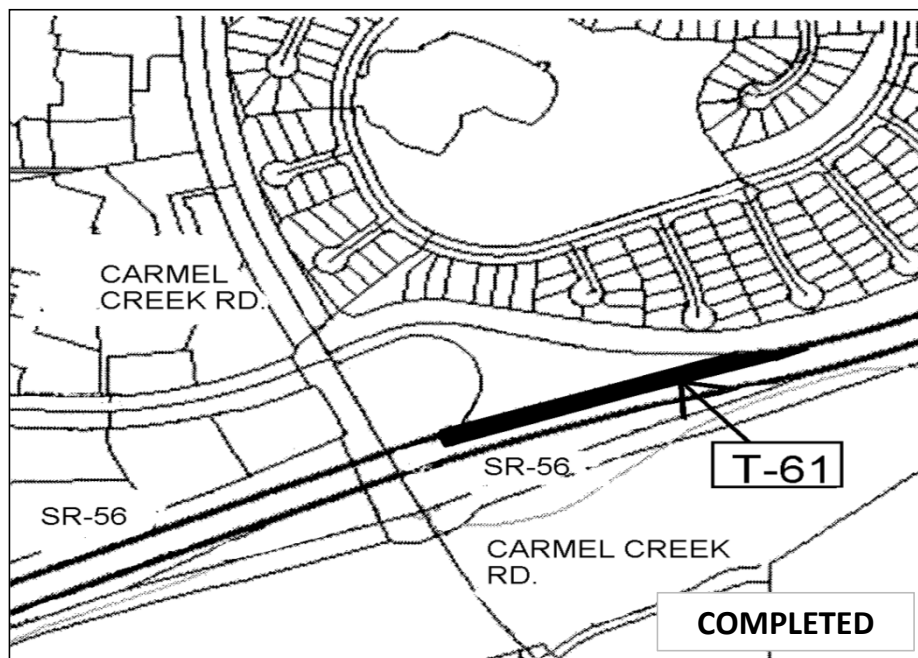 CARMEL
CREEK RD.
SR-56
T-61
SR-56
CARMEL CREEK
RD.
COMPLETED